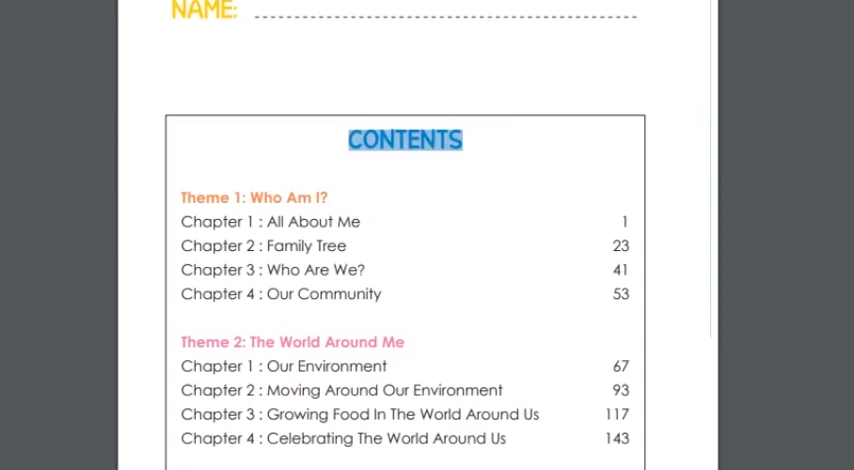 NAME:
CONTENTS
Theme 1: Who Am I?
Chapter 1 : All About Me 1
Chapter 2 : Family Tree 23
Chapter 3 : Who Are We? 41
Chapter 4 : Our Community 53
Theme 2: The World Around Me
Chapter 1 : Our Environment 67
Chapter 2 : Moving Around Our Environment 93
Chapter 3 : Growing Food In The World Around Us 117
Chapter 4 : Celebrating The World Around Us 143